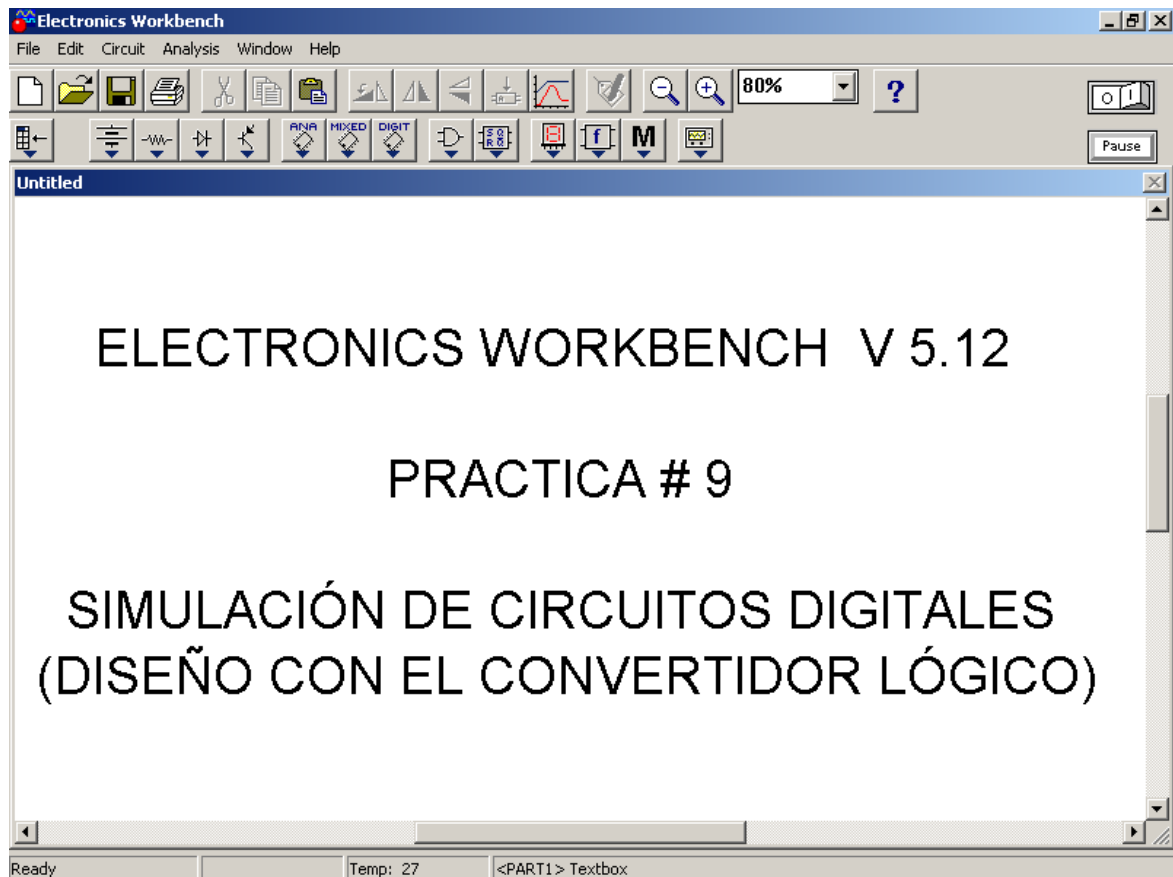 Electronics Workbench
File Edit Circuit Analysis Window Help
80%
?
ANA MIXED DIGIT
f M
Pause
Untitled
ELECTRONICS WORKBENCH V 5.12
PRACTICA # 9
SIMULACIÓN DE CIRCUITOS DIGITALES
(DISEÑO CON EL CONVERTIDOR LÓGICO)
Ready Temp: 27 <PART1> Textbox